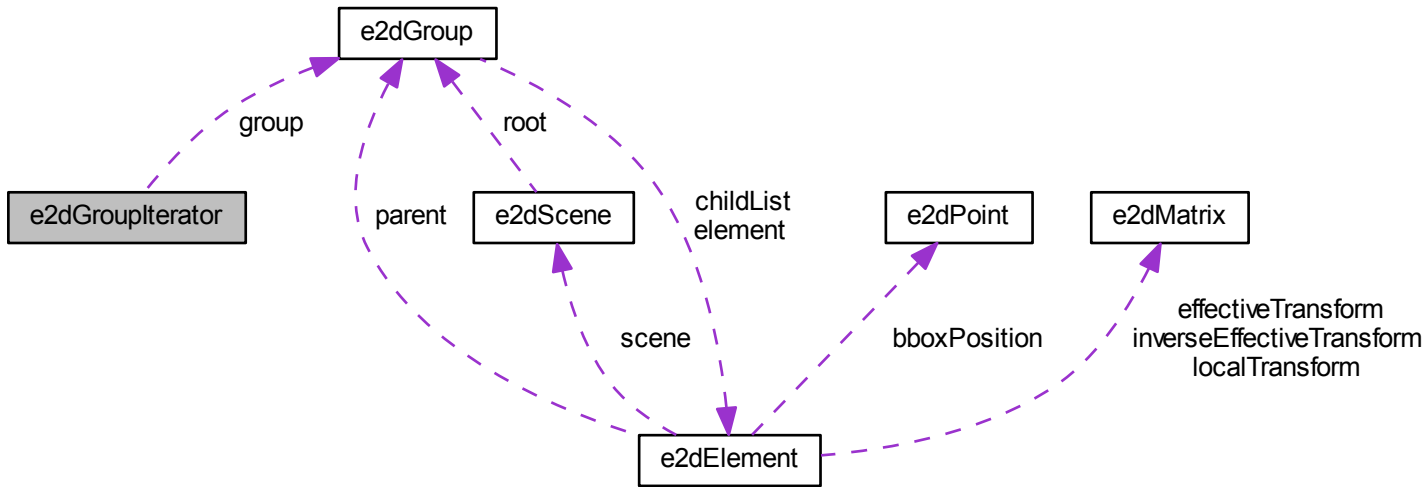 e2dGroup
group
root
e2dGroupIterator
parent
e2dScene
childList
element
e2dPoint
e2dMatrix
scene
bboxPosition
effectiveTransform
inverseEffectiveTransform
localTransform
e2dElement